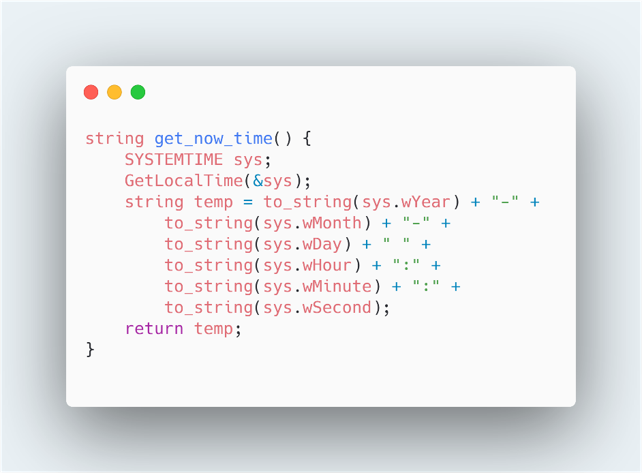 string get_now_time() {
    SYSTEMTIME sys;
    GetLocalTime(&sys);
    string temp = to_string(sys.wYear) + "-" +
        to_string(sys.wMonth) + "-" +
        to_string(sys.wDay) + " " +
        to_string(sys.wHour) + ":" +
        to_string(sys.wMinute) + ":" +
        to_string(sys.wSecond);
    return temp;
}